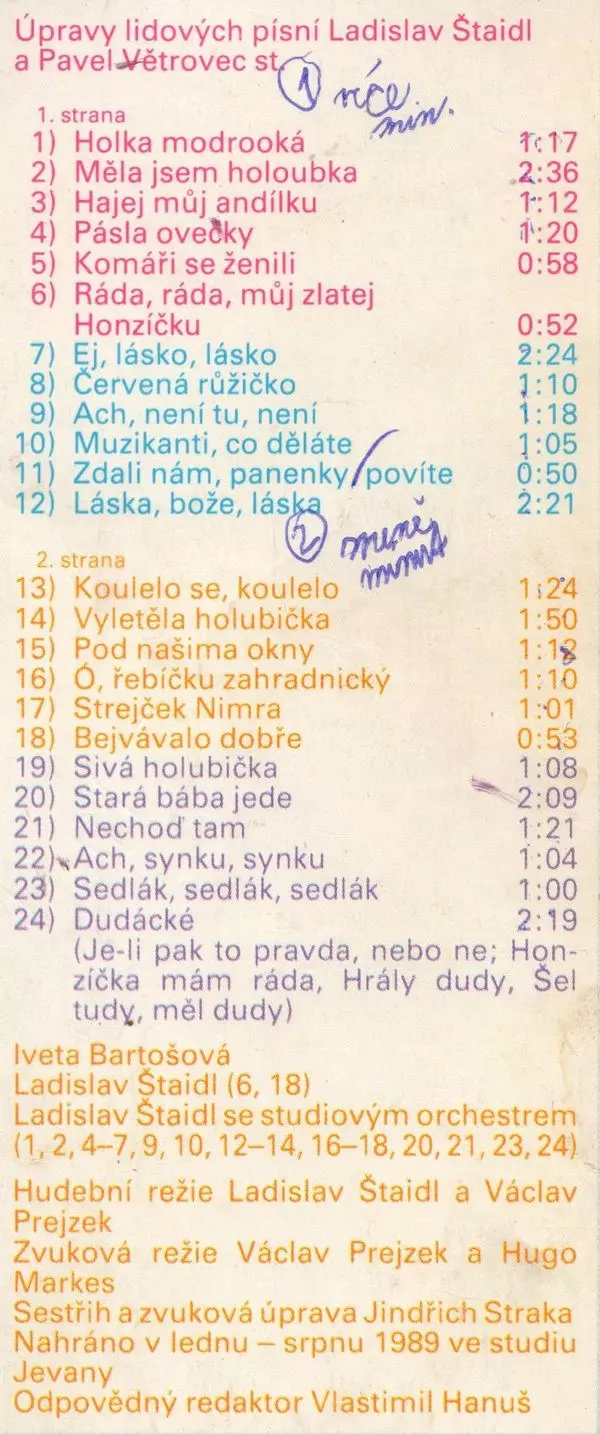 Úpravy lidových písní Ladislav Štaidl
a Pavel Větrovec st.
1 více
min.
1. strana
1) Holka modrooká 1:17
2) Měla jsem holoubka 2:36
3) Hajej můj andílku 1:12
4) Pásla ovečky 1:20
5) Komáři se ženili 0:58
6) Ráda, ráda, můj zlatej
Honzíčku 0:52
7) Ej, lásko, lásko 2:24
8) Červená růžičko 1:10
9) Ach, není tu, není 1:18
10) Muzikanti, co děláte 1:05
11) Zdali nám, panenky, povíte 0:50
12) Láska, bože, láska 2:21
2 méně
minut
2. strana
13) Koulelo se, koulelo 1:24
14) Vyletěla holubička 1:50
15) Pod našima okny 1:12
16) Ó, řebíčku zahradnický 1:10
17) Strejček Nimra 1:01
18) Bejvávalo dobře 0:53
19) Sivá holubička 1:08
20) Stará bába jede 2:09
21) Nechoď tam 1:21
22) Ach, synku, synku 1:04
23) Sedlák, sedlák, sedlák 1:00
24) Dudácké 2:19
(Je-li pak to pravda, nebo ne; Hon-
zíčka mám ráda, Hrály dudy, Šel
tudy, měl dudy)
Iveta Bartošová
Ladislav Štaidl (6, 18)
Ladislav Štaidl se studiovým orchestrem
(1, 2, 4–7, 9, 10, 12–14, 16–18, 20, 21, 23, 24)
Hudební režie Ladislav Štaidl a Václav
Prejzek
Zvuková režie Václav Prejzek a Hugo
Markes
Sestřih a zvuková úprava Jindřich Straka
Nahráno v lednu – srpnu 1989 ve studiu
Jevany
Odpovědný redaktor Vlastimil Hanuš